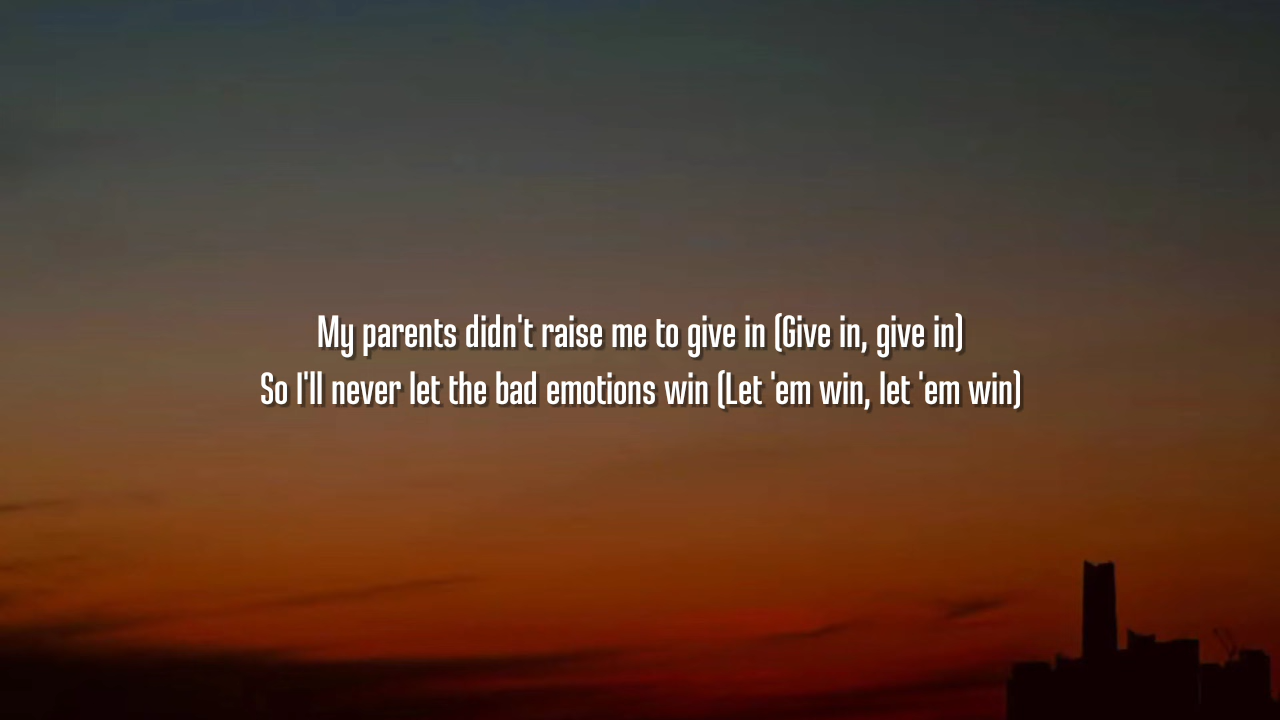 My parents didn't raise me to give in (Give in, give in)
So I'll never let the bad emotions win (Let 'em win, let 'em win)